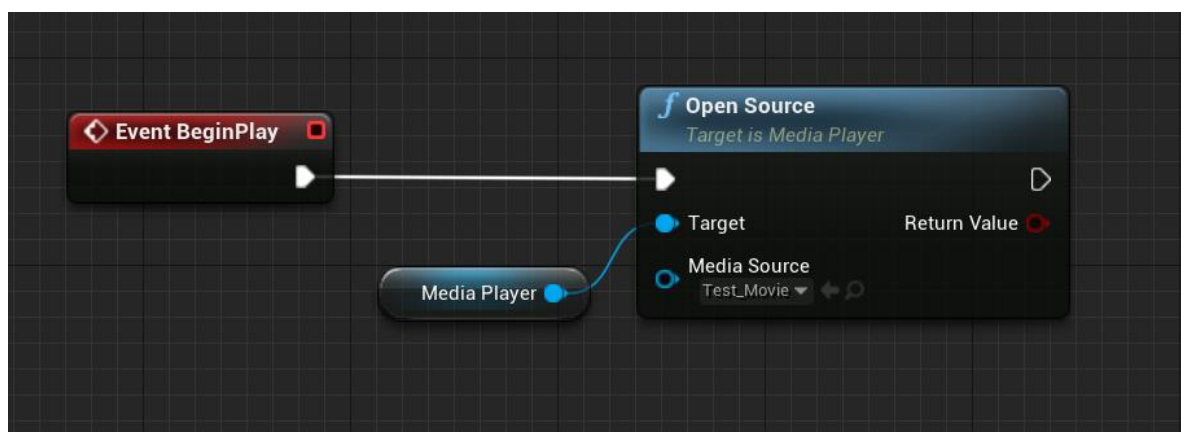 Event BeginPlay
Open Source
Target is Media Player
Target
Return Value
Media Source
Test_Movie
Media Player